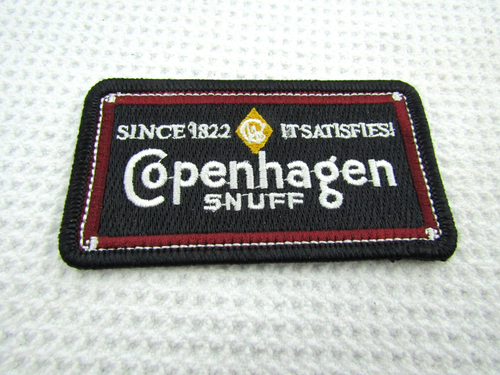 SINCE 1822 IT SATISFIES!
Copenhagen
SNUFF